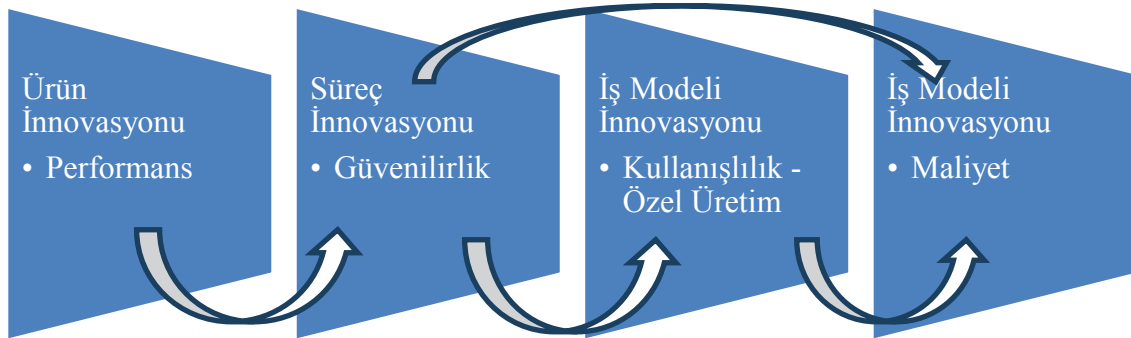 Ürün
İnnovasyonu
• Performans
Süreç
İnnovasyonu
• Güvenilirlik
İş Modeli
İnnovasyonu
• Kullanışlılık -
Özel Üretim
İş Modeli
İnnovasyonu
• Maliyet